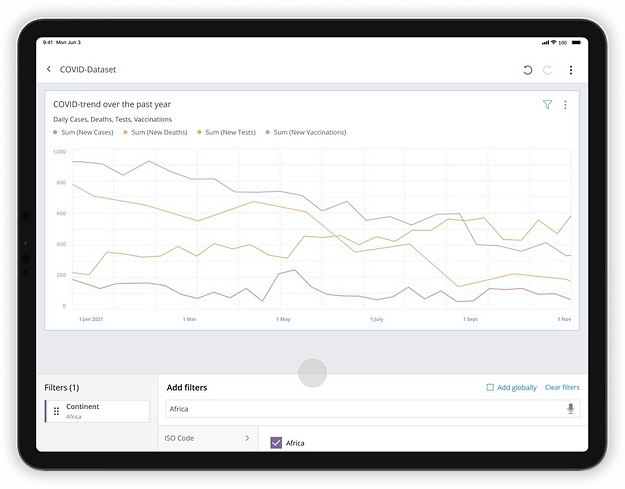 9:41 Mon Jun 3
100
COVID-Dataset
COVID-trend over the past year
Daily Cases, Deaths, Tests, Vaccinations
Sum (New Cases) Sum (New Deaths) Sum (New Tests) Sum (New Vaccinations)
1,000
800
600
400
200
0
1 Jan 2021 1 Mar 1 May 1 July 1 Sept 1 Nov
Filters (1)
Add filters
Add globally Clear filters
Continent
Africa
Africa
ISO Code
Africa